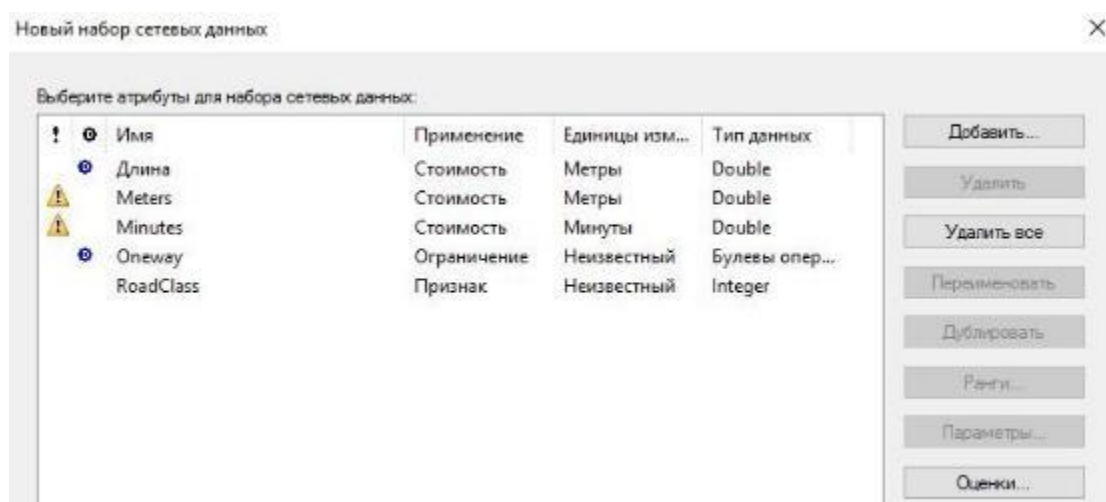 Новый набор сетевых данных
Выберите атрибуты для набора сетевых данных:
! D Имя Применение Единицы изм... Тип данных
D Длина Стоимость Метры Double
! Meters Стоимость Метры Double
! Minutes Стоимость Минуты Double
D Oneway Ограничение Неизвестный Булевы опер...
RoadClass Признак Неизвестный Integer
Добавить...
Удалить
Удалить все
Переименовать
Дублировать
Ранги...
Параметры...
Оценки...